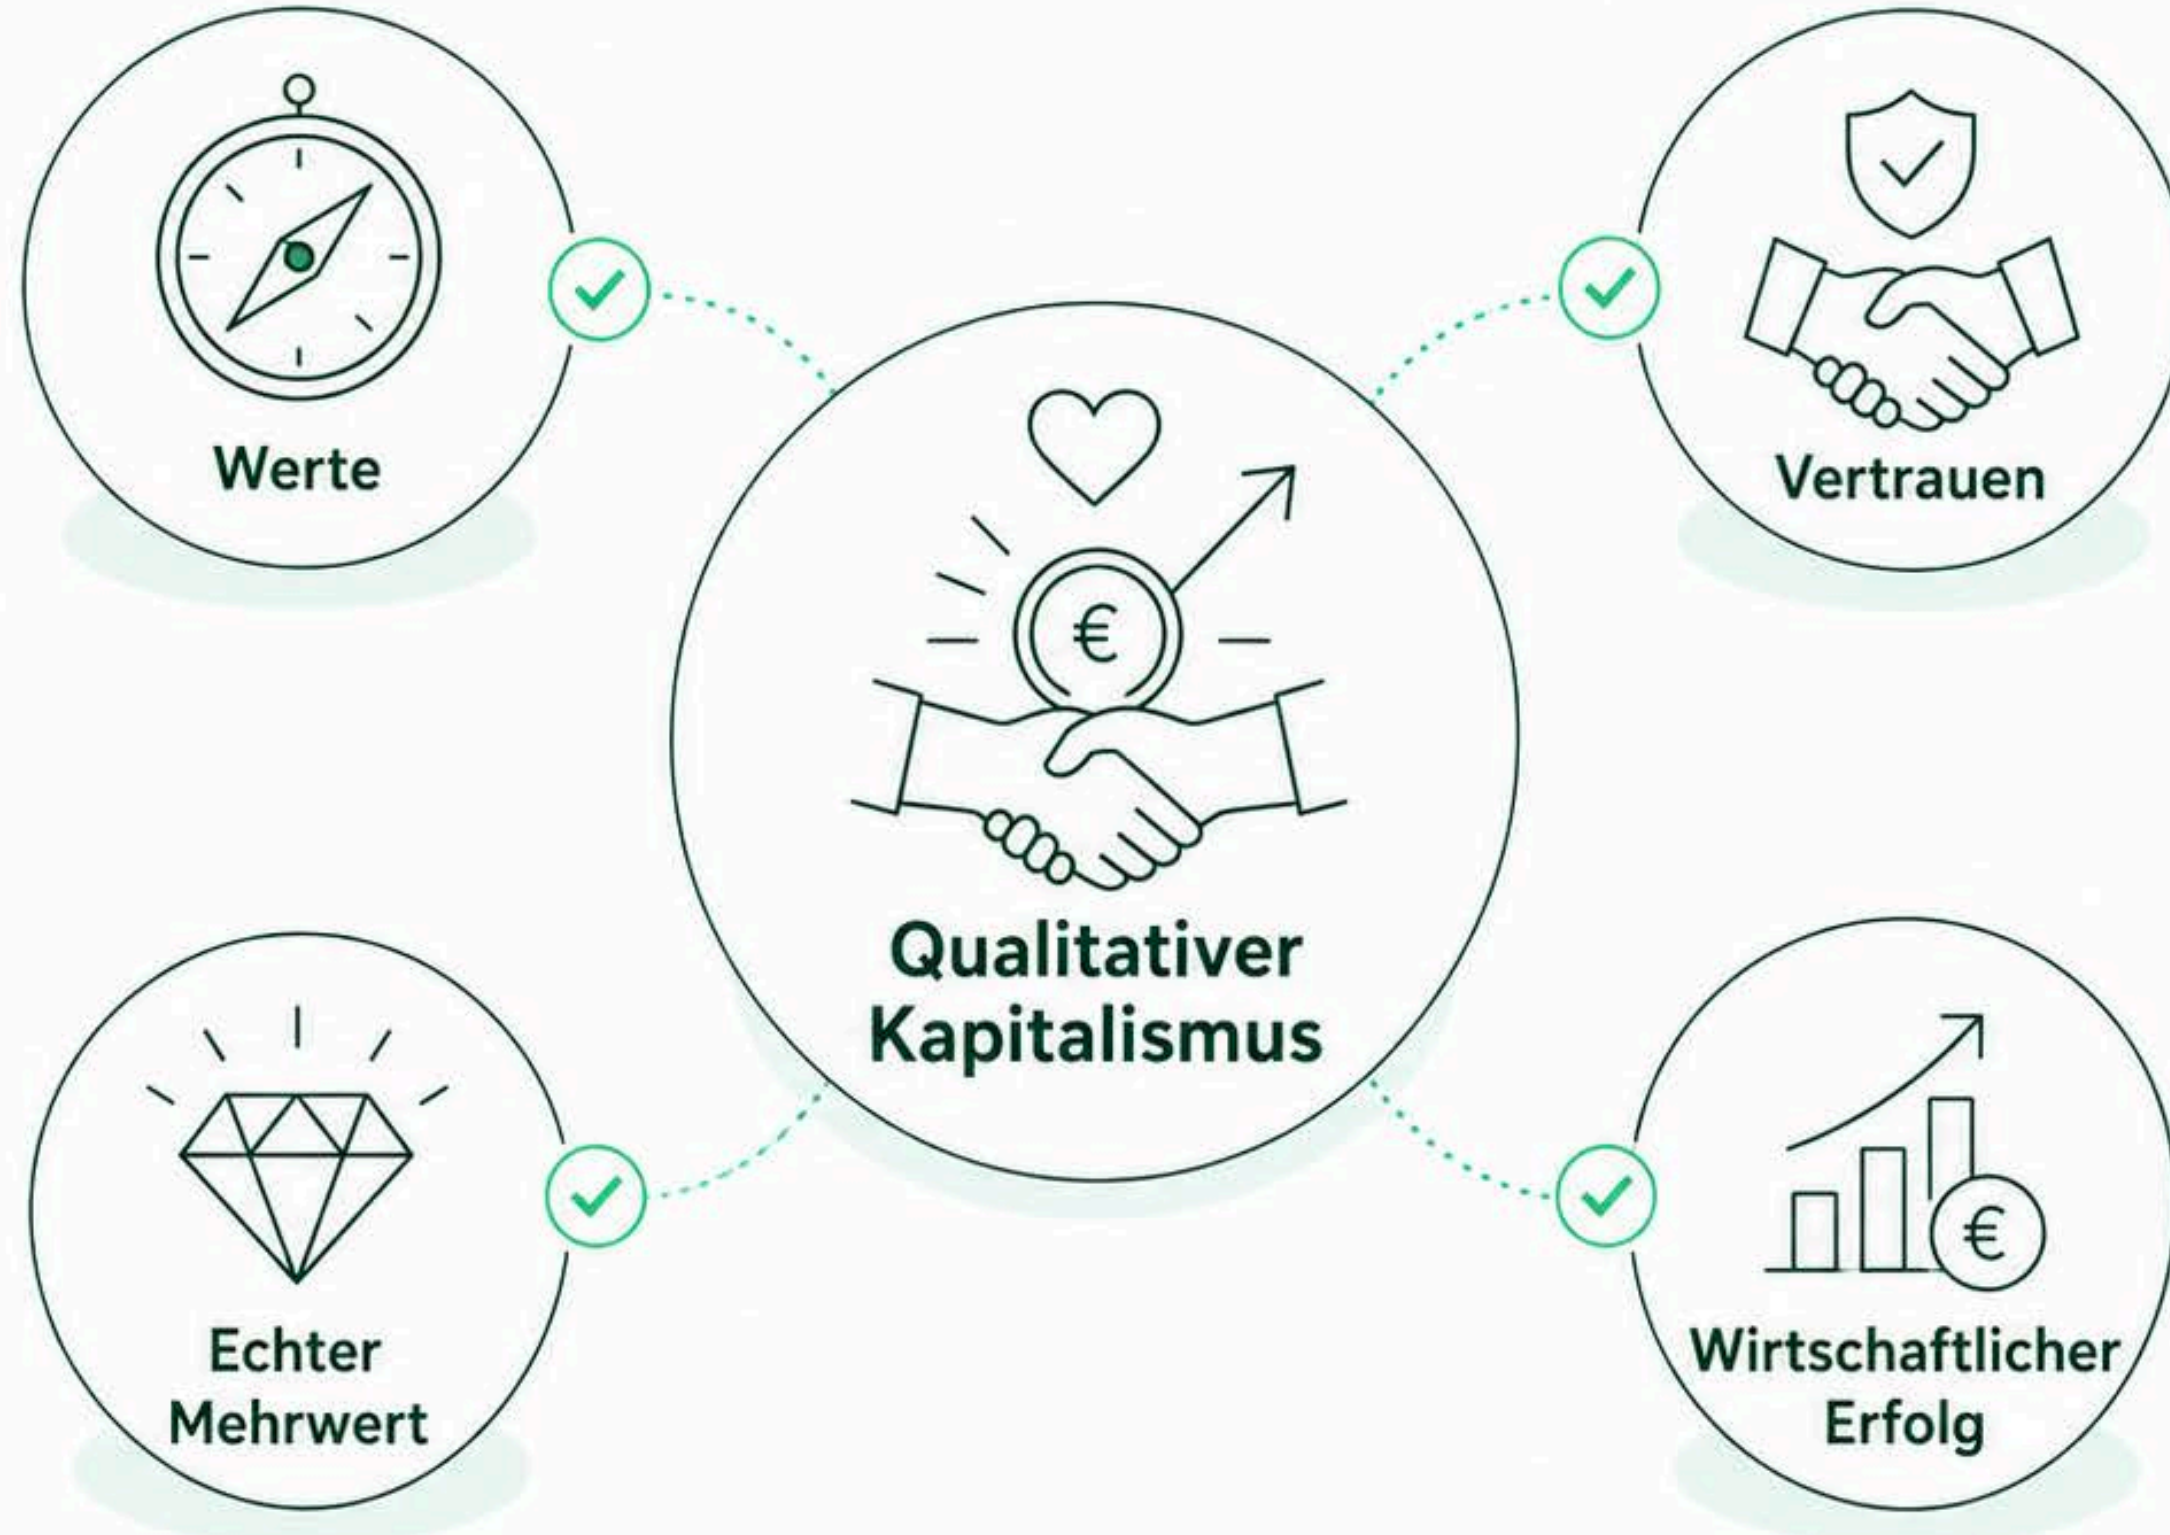 Werte
Vertrauen
€
Qualitativer
Kapitalismus
Echter
Mehrwert
€
Wirtschaftlicher
Erfolg